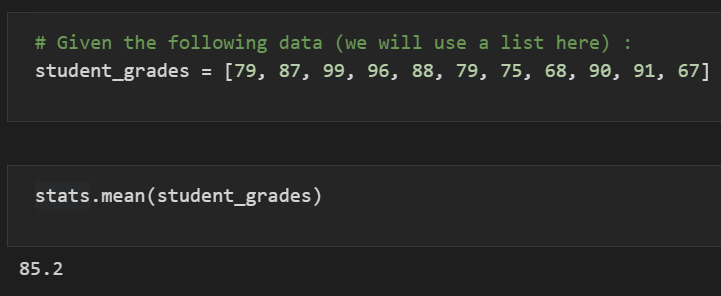 # Given the following data (we will use a list here) :
student_grades = [79, 87, 99, 96, 88, 79, 75, 68, 90, 91, 67]
stats.mean(student_grades)
85.2